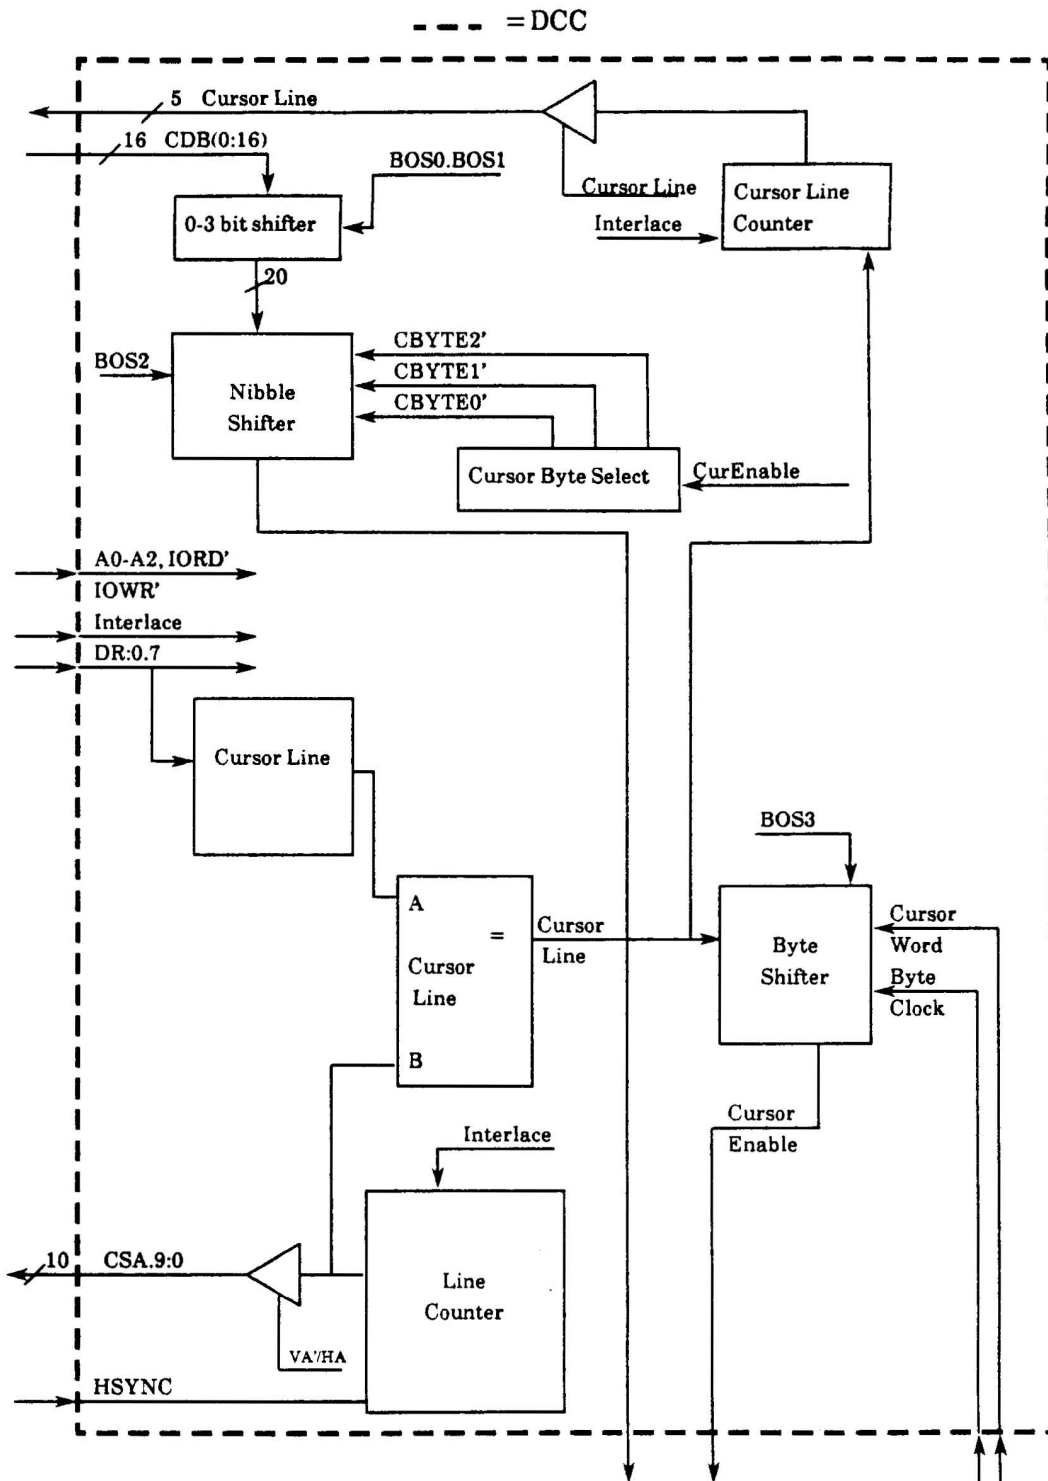 = DCC
5 Cursor Line
16 CDB(0:16)
BOS0.BOS1
Cursor Line
Interlace
Cursor Line
Counter
0-3 bit shifter
20
BOS2
Nibble
Shifter
CBYTE2'
CBYTE1'
CBYTE0'
Cursor Byte Select
CurEnable
A0-A2, IORD'
IOWR'
Interlace
DR:0.7
Cursor Line
BOS3
A
=
Cursor
Line
B
Cursor
Line
Byte
Shifter
Cursor
Word
Byte
Clock
Cursor
Enable
Interlace
10 CSA.9:0
Line
Counter
VA'/HA
HSYNC